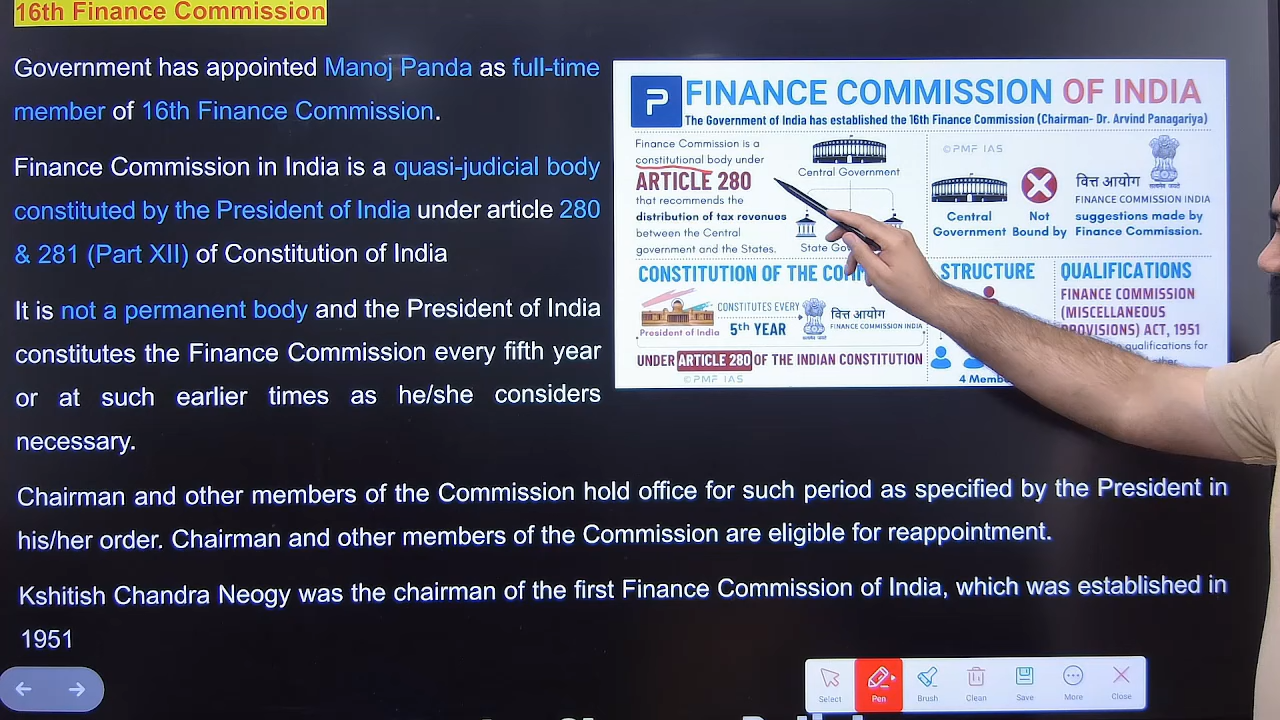 16th Finance Commission
Government has appointed Manoj Panda as full-time
member of 16th Finance Commission.
Finance Commission in India is a quasi-judicial body
constituted by the President of India under article 280
& 281 (Part XII) of Constitution of India
It is not a permanent body and the President of India
constitutes the Finance Commission every fifth year
or at such earlier times as he/she considers
necessary.
Chairman and other members of the Commission hold office for such period as specified by the President in
his/her order. Chairman and other members of the Commission are eligible for reappointment.
Kshitish Chandra Neogy was the chairman of the first Finance Commission of India, which was established in
1951
FINANCE COMMISSION OF INDIA
The Government of India has established the 16th Finance Commission (Chairman- Dr. Arvind Panagariya)
Finance Commission is a
constitutional body under
ARTICLE 280
that recommends the
distribution of tax revenues
between the Central
government and the States.
Central Government
State
©PMF IAS
Central
Government
Not
Bound by
वित्त आयोग
FINANCE COMMISSION INDIA
suggestions made by
Finance Commission.
CONSTITUTION OF THE
President of India
CONSTITUTES EVERY
5th YEAR
वित्त आयोग
FINANCE COMMISSION INDIA
UNDER ARTICLE 280 OF THE INDIAN CONSTITUTION
©PMF IAS
STRUCTURE
4
QUALIFICATIONS
FINANCE COMMISSION
(MISCELLANEOUS
PROVISIONS) ACT, 1951
qualifications for
other
Select
Pen
Brush
Clean
Save
More
Close